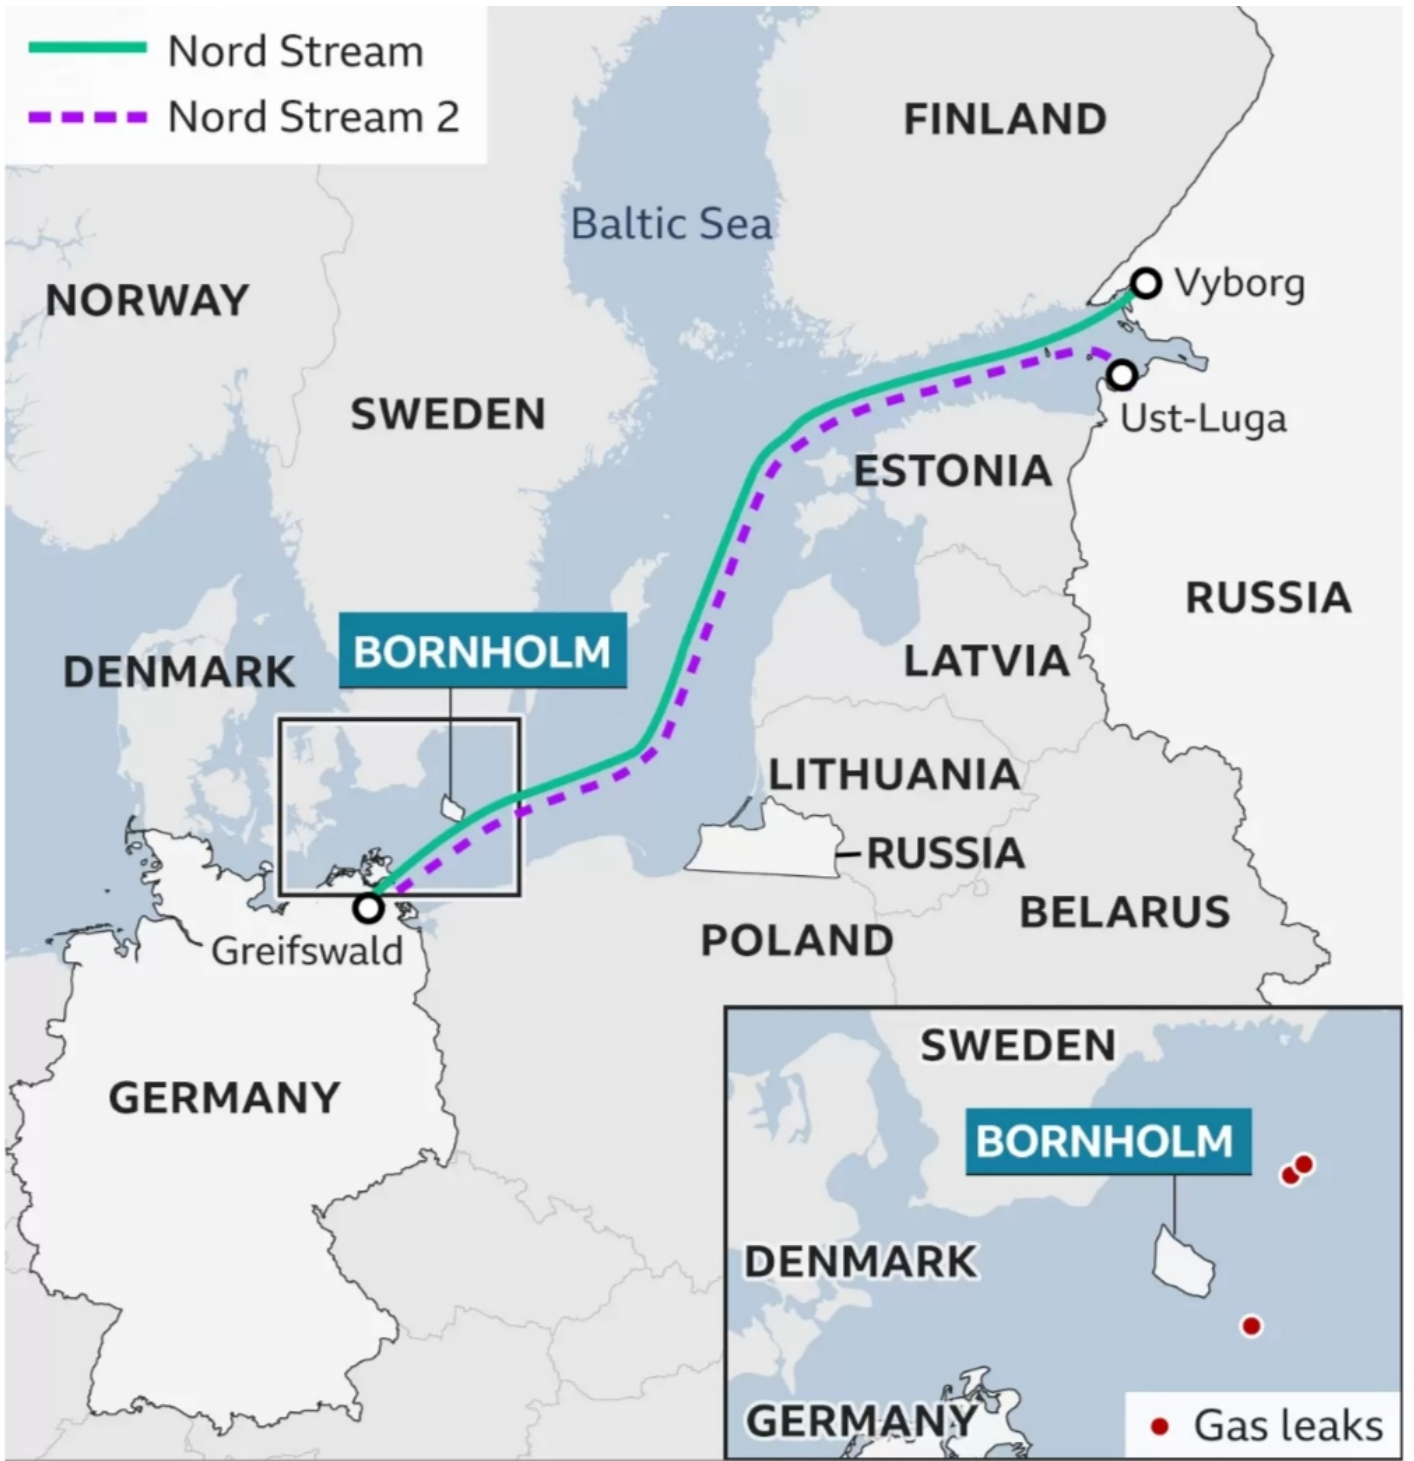 Nord Stream
Nord Stream 2
FINLAND
Baltic Sea
NORWAY
Vyborg
SWEDEN
Ust-Luga
ESTONIA
RUSSIA
BORNHOLM
DENMARK
LATVIA
LITHUANIA
RUSSIA
BELARUS
POLAND
Greifswald
GERMANY
SWEDEN
BORNHOLM
DENMARK
GERMANY
Gas leaks